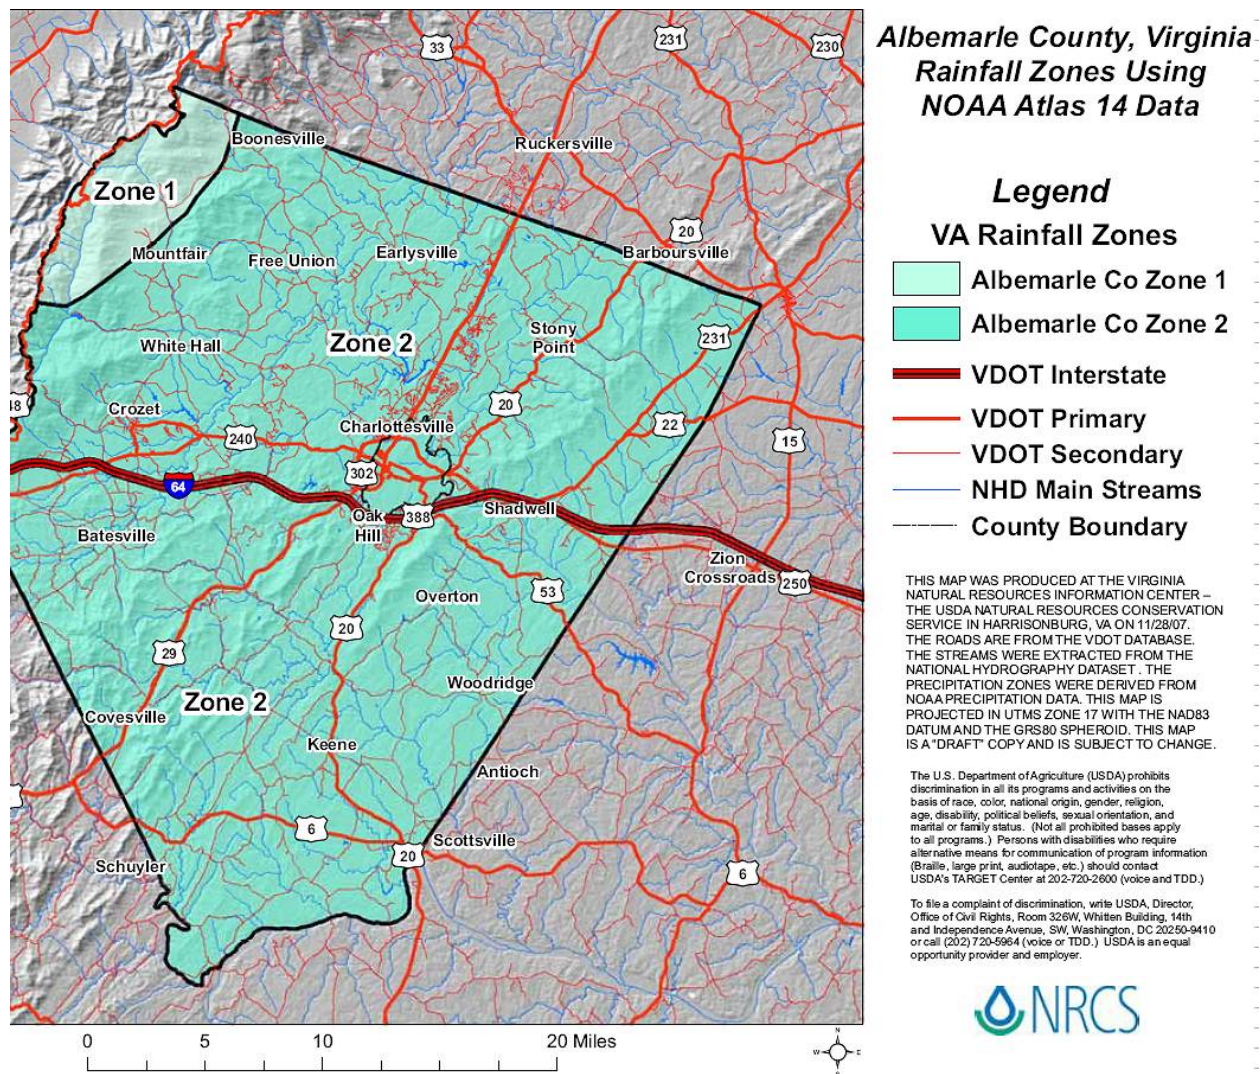 Albemarle County, Virginia
Rainfall Zones Using
NOAA Atlas 14 Data
Legend
VA Rainfall Zones
Albemarle Co Zone 1
Albemarle Co Zone 2
VDOT Interstate
VDOT Primary
VDOT Secondary
NHD Main Streams
County Boundary
THIS MAP WAS PRODUCED AT THE VIRGINIA
NATURAL RESOURCES INFORMATION CENTER –
THE USDA NATURAL RESOURCES CONSERVATION
SERVICE IN HARRISONBURG, VA ON 11/28/07.
THE ROADS ARE FROM THE VDOT DATABASE.
THE STREAMS WERE EXTRACTED FROM THE
NATIONAL HYDROGRAPHY DATASET . THE
PRECIPITATION ZONES WERE DERIVED FROM
NOAA PRECIPITATION DATA. THIS MAP IS
PROJECTED IN UTMS ZONE 17 WITH THE NAD83
DATUM AND THE GRS80 SPHEROID. THIS MAP
IS A "DRAFT" COPY AND IS SUBJECT TO CHANGE.
The U.S. Department of Agriculture (USDA) prohibits
discrimination in all its programs and activities on the
basis of race, color, national origin, gender, religion,
age, disability, political beliefs, sexual orientation, and
marital or family status. (Not all prohibited bases apply
to all programs.) Persons with disabilities who require
alternative means for communication of program information
(Braille, large print, audiotape, etc.) should contact
USDA's TARGET Center at 202-720-2600 (voice and TDD.)
To file a complaint of discrimination, write USDA, Director,
Office of Civil Rights, Room 326W, Whitten Building, 14th
and Independence Avenue, SW, Washington, DC 20250-9410
or call (202) 720-5964 (voice or TDD.) USDA is an equal
opportunity provider and employer.
NRCS
33
231
230
Boonesville
Ruckersville
Zone 1
20
Mountfair
Free Union
Earlysville
Barboursville
White Hall
Zone 2
Stony
Point
231
48
Crozet
20
240
Charlottesville
22
15
302
64
Oak
Hill
388
Shadwell
Batesville
Zion
Crossroads
250
53
Overton
20
29
Woodridge
Zone 2
Covesville
Keene
Antioch
6
Scottsville
20
Schuyler
6
0 5 10 20 Miles
N
W E
S